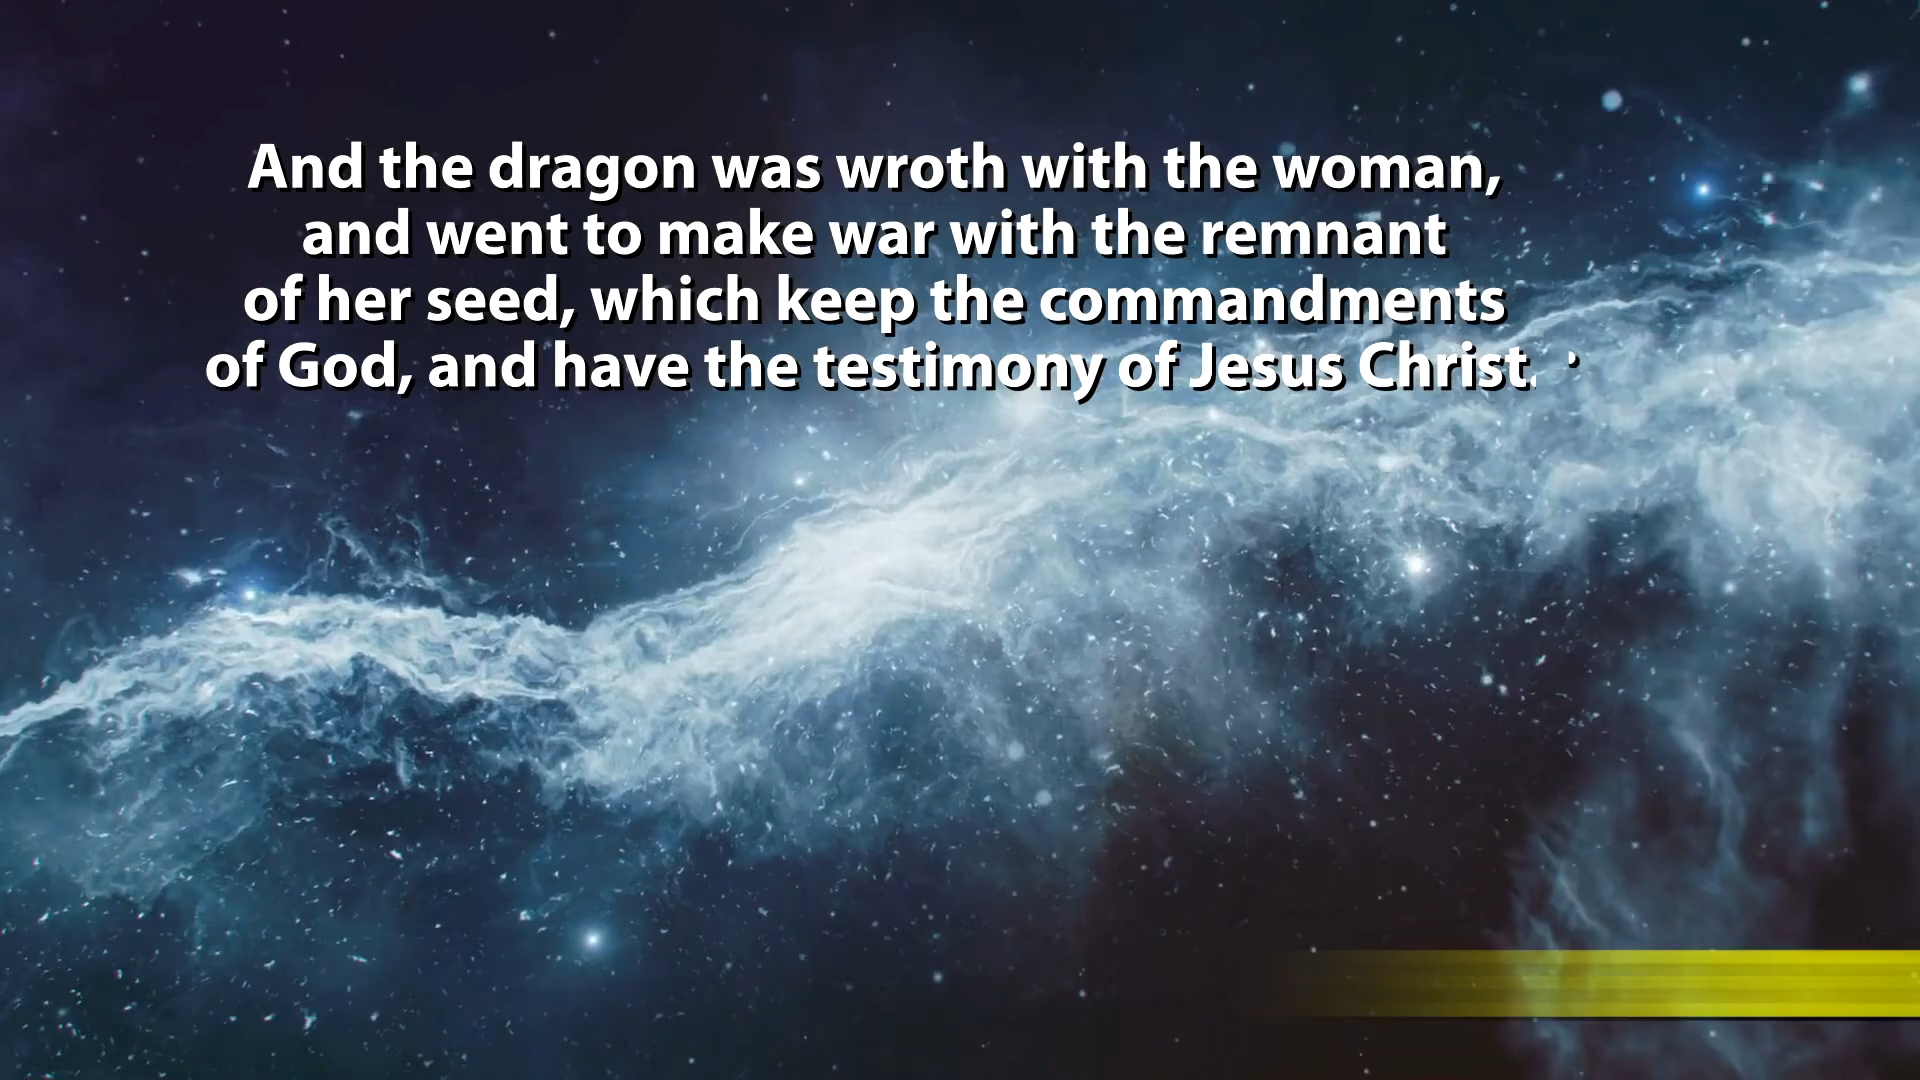 And the dragon was wroth with the woman,
and went to make war with the remnant
of her seed, which keep the commandments
of God, and have the testimony of Jesus Christ.